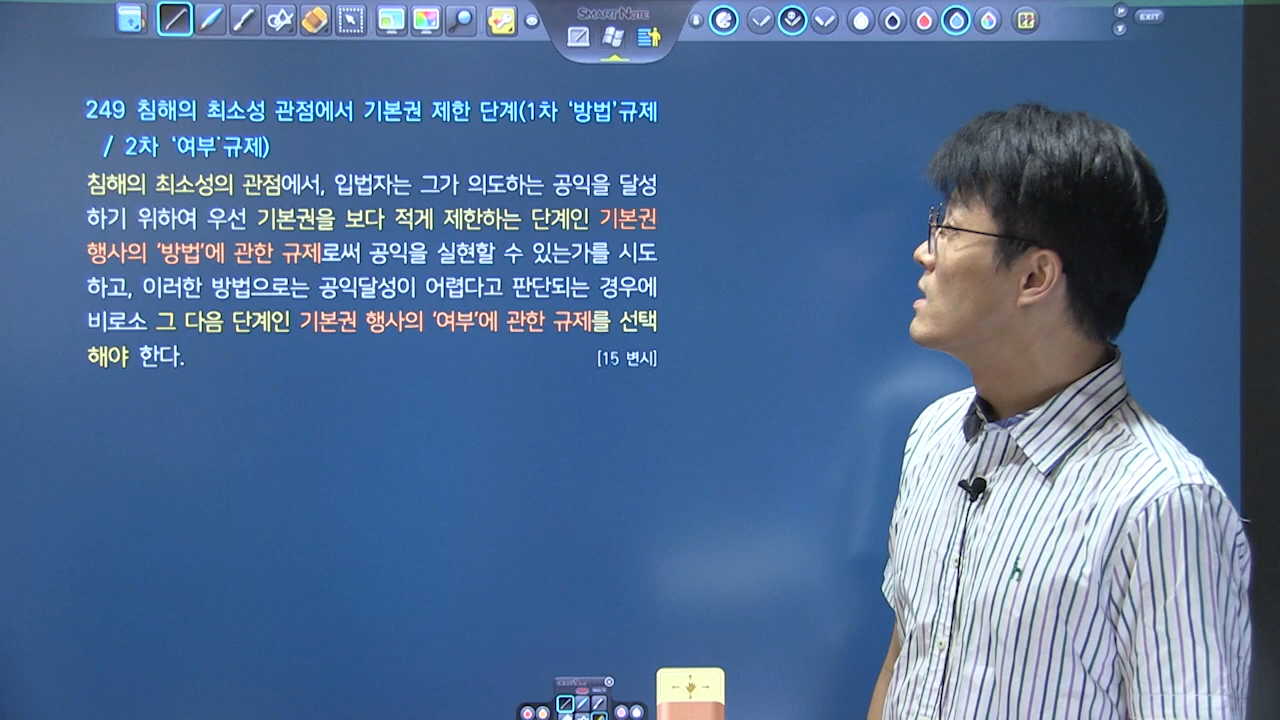 SMARTNOTE
EXIT
249 침해의 최소성 관점에서 기본권 제한 단계(1차 '방법'규제
/ 2차 '여부'규제)
침해의 최소성의 관점에서, 입법자는 그가 의도하는 공익을 달성
하기 위하여 우선 기본권을 보다 적게 제한하는 단계인 기본권
행사의 '방법'에 관한 규제로써 공익을 실현할 수 있는가를 시도
하고, 이러한 방법으로는 공익달성이 어렵다고 판단되는 경우에
비로소 그 다음 단계인 기본권 행사의 '여부'에 관한 규제를 선택
해야 한다.
[15 변시]